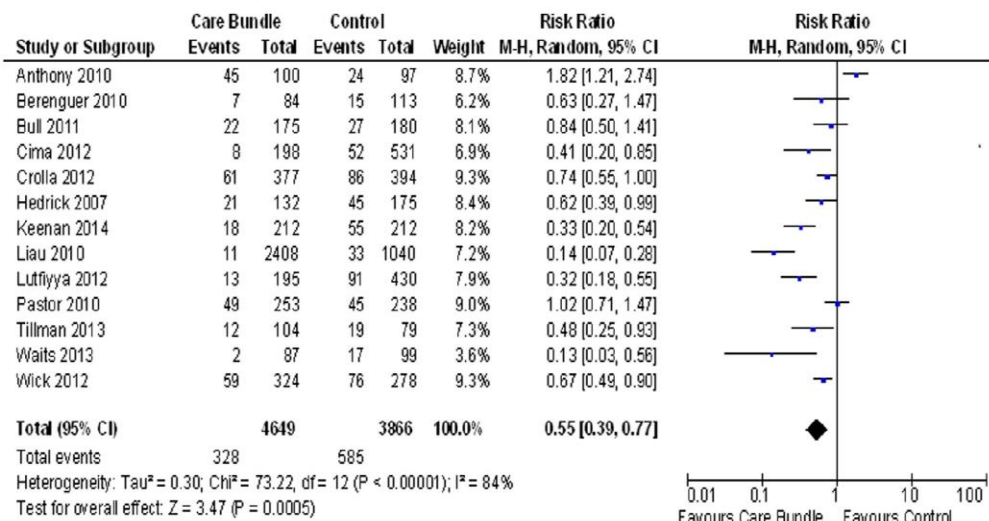 Care Bundle Control Risk Ratio Risk Ratio
Study or Subgroup Events Total Events Total Weight M-H, Random, 95% CI M-H, Random, 95% CI
Anthony 2010 45 100 24 97 8.7% 1.82 [1.21, 2.74]
Berenguer 2010 7 84 15 113 6.2% 0.63 [0.27, 1.47]
Bull 2011 22 175 27 180 8.1% 0.84 [0.50, 1.41]
Cima 2012 8 198 52 531 6.9% 0.41 [0.20, 0.85]
Crolla 2012 61 377 86 394 9.3% 0.74 [0.55, 1.00]
Hedrick 2007 21 132 45 175 8.4% 0.62 [0.39, 0.99]
Keenan 2014 18 212 55 212 8.2% 0.33 [0.20, 0.54]
Liau 2010 11 2408 33 1040 7.2% 0.14 [0.07, 0.28]
Lutfiyya 2012 13 195 91 430 7.9% 0.32 [0.18, 0.55]
Pastor 2010 49 253 45 238 9.0% 1.02 [0.71, 1.47]
Tillman 2013 12 104 19 79 7.3% 0.48 [0.25, 0.93]
Waits 2013 2 87 17 99 3.6% 0.13 [0.03, 0.56]
Wick 2012 59 324 76 278 9.3% 0.67 [0.49, 0.90]
Total (95% CI) 4649 3866 100.0% 0.55 [0.39, 0.77]
Total events 328 585
Heterogeneity: Tau² = 0.30; Chi² = 73.22, df = 12 (P < 0.00001); I² = 84%
Test for overall effect: Z = 3.47 (P = 0.0005)
0.01 0.1 1 10 100
Favours Care Bundle Favours Control